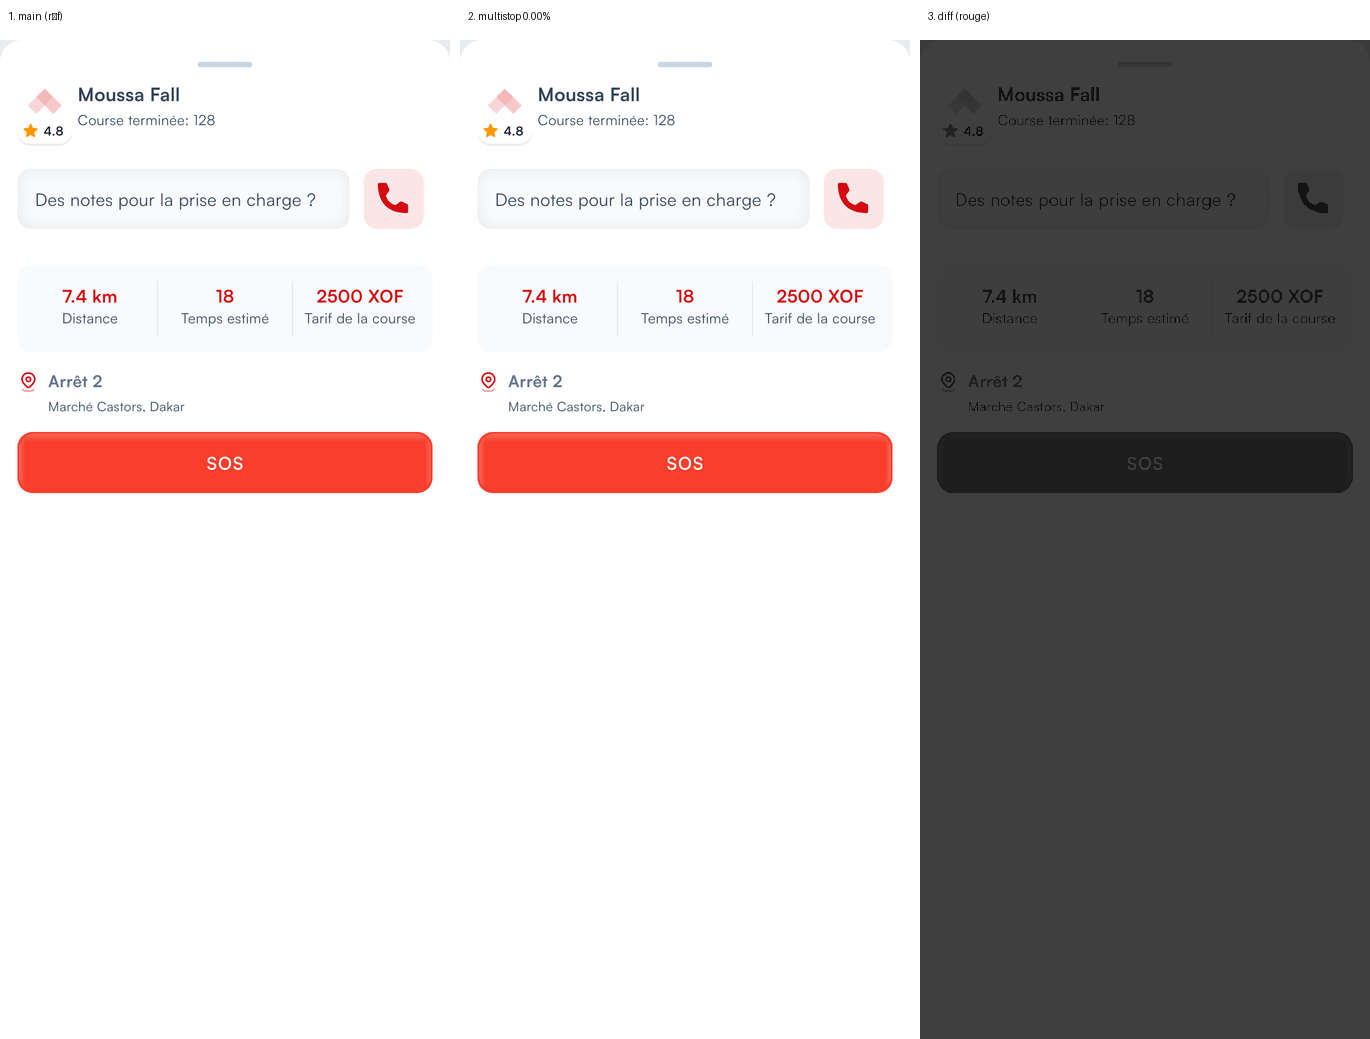 1. main (r□f)
Moussa Fall
Course terminée: 128
4.8
Des notes pour la prise en charge ?
7.4 km
18
2500 XOF
Distance
Temps estimé
Tarif de la course
Arrêt 2
Marché Castors, Dakar
SOS
2. multistop 0.00%
Moussa Fall
Course terminée: 128
4.8
Des notes pour la prise en charge ?
7.4 km
18
2500 XOF
Distance
Temps estimé
Tarif de la course
Arrêt 2
Marché Castors, Dakar
SOS
3. diff (rouge)
Moussa Fall
Course terminée: 128
4.8
Des notes pour la prise en charge ?
7.4 km
18
2500 XOF
Distance
Temps estimé
Tarif de la course
Arrêt 2
Marché Castors, Dakar
SOS